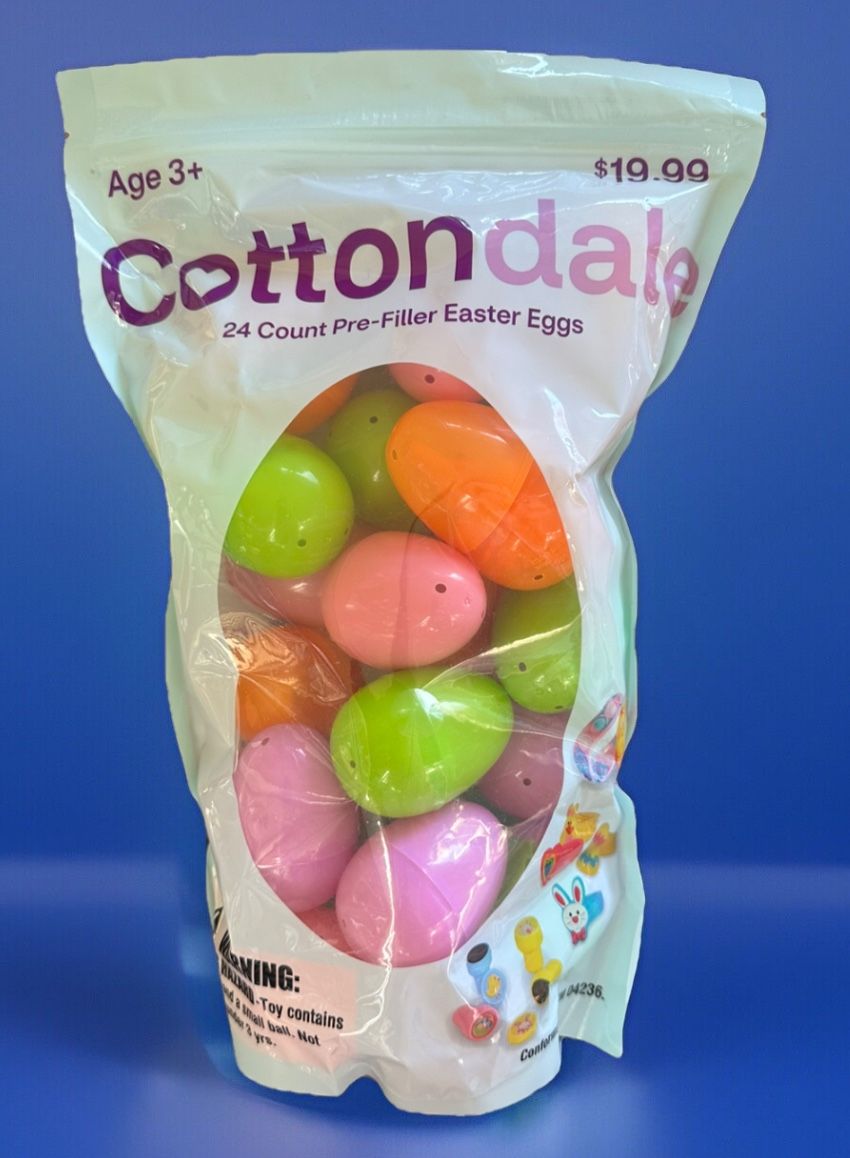 Age 3+
$19.99
Cottondale
24 Count Pre-Filler Easter Eggs
WARNING:
-Toy contains
a small ball. Not
3 yrs.
04236